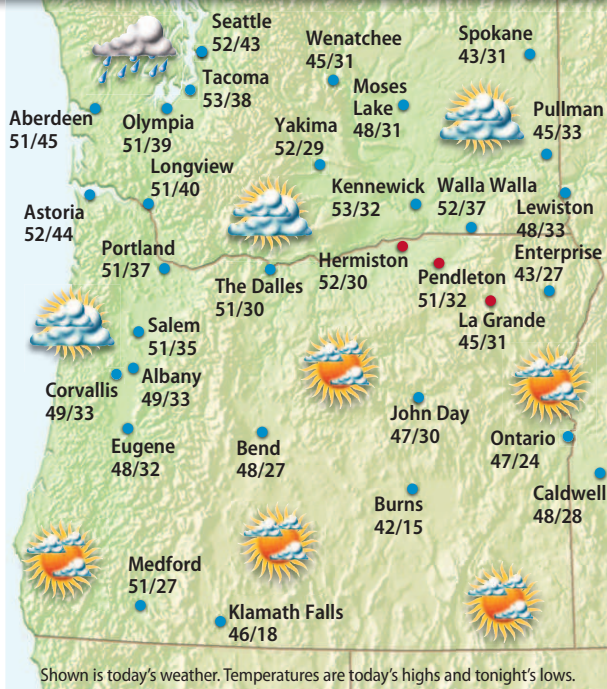 Seattle
52/43
Wenatchee
45/31
Spokane
43/31
Tacoma
53/38
Moses
Lake
48/31
Pullman
45/33
Aberdeen
51/45
Olympia
51/39
Yakima
52/29
Longview
51/40
Kennewick
53/32
Walla Walla
52/37
Lewiston
48/33
Astoria
52/44
Portland
51/37
The Dalles
51/30
Hermiston
52/30
Pendleton
51/32
Enterprise
43/27
La Grande
45/31
Salem
51/35
Corvallis
49/33
Albany
49/33
John Day
47/30
Ontario
47/24
Eugene
48/32
Bend
48/27
Burns
42/15
Caldwell
48/28
Medford
51/27
Klamath Falls
46/18
Shown is today's weather. Temperatures are today's highs and tonight's lows.